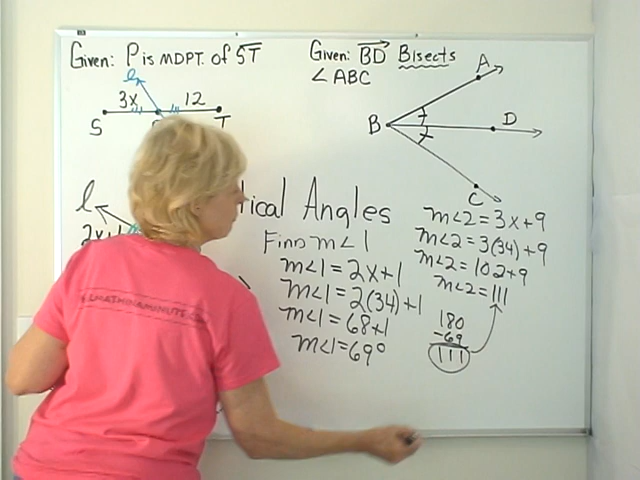 Given: P is MDPT. of ST
Given: BD Bisects
∠ABC
l
3x 12
S T
A
B
D
C
l
Angles
Find m∠1
m∠1 = 2x+1
m∠1 = 2(34)+1
m∠1 = 68+1
m∠1 = 69°
m∠2 = 3x+9
m∠2 = 3(34)+9
m∠2 = 102+9
m∠2 = 111
180
-69
111